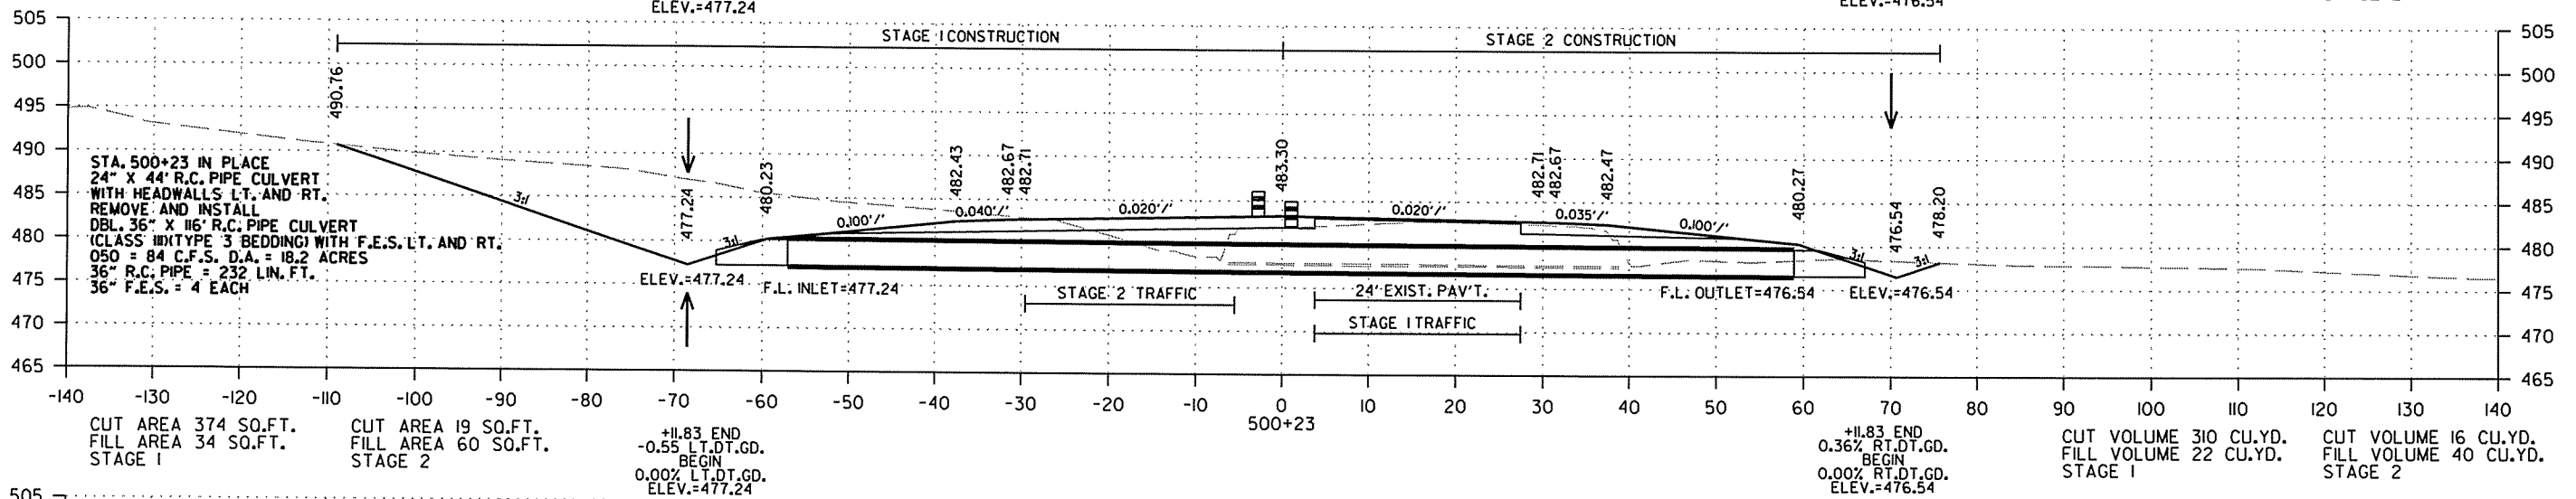 ELEV.=477.24
ELEV.=476.54
505
500
495
490
485
480
475
470
465
505
500
495
490
485
480
475
470
465
STAGE 1 CONSTRUCTION
STAGE 2 CONSTRUCTION
490.76
477.24
480.23
482.43
482.67
482.71
483.30
482.71
482.67
482.47
480.27
476.54
478.20
STA. 500+23 IN PLACE
24" X 44' R.C. PIPE CULVERT
WITH HEADWALLS LT. AND RT.
REMOVE AND INSTALL
DBL. 36" X 116' R.C. PIPE CULVERT
(CLASS III)(TYPE 3 BEDDING) WITH F.E.S. LT. AND RT.
Q50 = 84 C.F.S. D.A. = 18.2 ACRES
36" R.C. PIPE = 232 LIN. FT.
36" F.E.S. = 4 EACH
3:1
3:1
0.100'/'
0.040'/'
0.020'/'
0.020'/'
0.035'/'
0.100'/'
3:1
3:1
ELEV.=477.24
F.L. INLET=477.24
STAGE 2 TRAFFIC
24' EXIST. PAV'T.
STAGE 1 TRAFFIC
F.L. OUTLET=476.54
ELEV.=476.54
-140 -130 -120 -110 -100 -90 -80 -70 -60 -50 -40 -30 -20 -10 0 10 20 30 40 50 60 70 80 90 100 110 120 130 140
500+23
CUT AREA 374 SQ.FT.
FILL AREA 34 SQ.FT.
STAGE 1
CUT AREA 19 SQ.FT.
FILL AREA 60 SQ.FT.
STAGE 2
+11.83 END
-0.55 LT.DT.GD.
BEGIN
0.00% LT.DT.GD.
ELEV.=477.24
+11.83 END
0.36% RT.DT.GD.
BEGIN
0.00% RT.DT.GD.
ELEV.=476.54
CUT VOLUME 310 CU.YD.
FILL VOLUME 22 CU.YD.
STAGE 1
CUT VOLUME 16 CU.YD.
FILL VOLUME 40 CU.YD.
STAGE 2
505